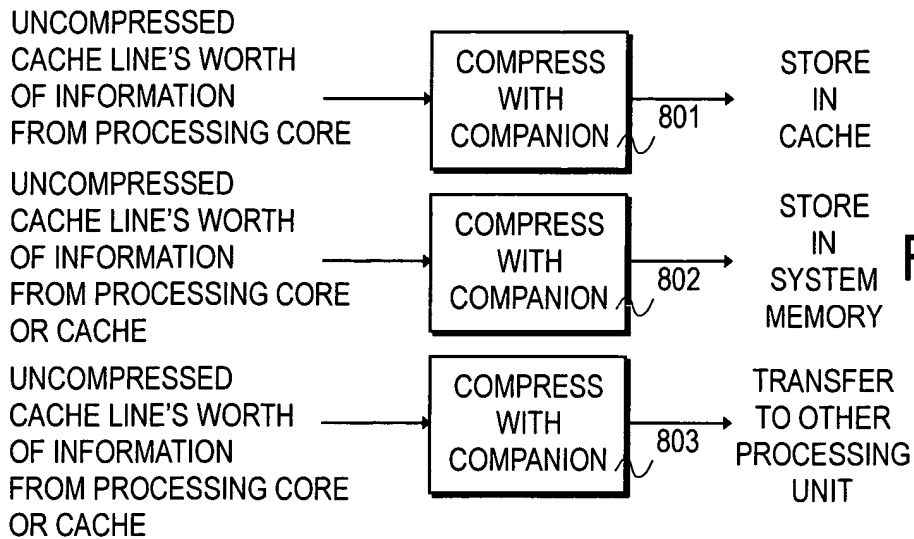 UNCOMPRESSED
CACHE LINE'S WORTH
OF INFORMATION
FROM PROCESSING CORE
COMPRESS
WITH
COMPANION
801
STORE
IN
CACHE
UNCOMPRESSED
CACHE LINE'S WORTH
OF INFORMATION
FROM PROCESSING CORE
OR CACHE
COMPRESS
WITH
COMPANION
802
STORE
IN
SYSTEM
MEMORY
UNCOMPRESSED
CACHE LINE'S WORTH
OF INFORMATION
FROM PROCESSING CORE
OR CACHE
COMPRESS
WITH
COMPANION
803
TRANSFER
TO OTHER
PROCESSING
UNIT